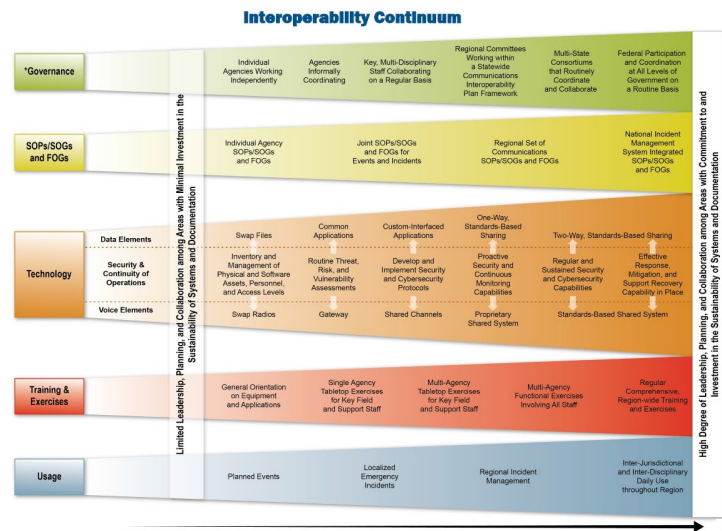 Interoperability Continuum
*Governance
Individual
Agencies Working
Independently
Agencies
Informally
Coordinating
Key, Multi-Disciplinary
Staff Collaborating
on a Regular Basis
Regional Committees
Working within
a Statewide
Communications
Interoperability
Plan Framework
Multi-State
Consortiums
that Routinely
Coordinate
and Collaborate
Federal Participation
and Coordination
at All Levels of
Government on
a Routine Basis
SOPs/SOGs
and FOGs
Individual Agency
SOPs/SOGs
and FOGs
Joint SOPs/SOGs
and FOGs for
Events and Incidents
Regional Set of
Communications
SOPs/SOGs and FOGs
National Incident
Management
System Integrated
SOPs/SOGs
and FOGs
Technology
Data Elements
Swap Files
Common
Applications
Custom-Interfaced
Applications
One-Way,
Standards-Based
Sharing
Two-Way, Standards-Based Sharing
Security &
Continuity of
Operations
Inventory and
Management of
Physical and Software
Assets, Personnel,
and Access Levels
Routine Threat,
Risk, and
Vulnerability
Assessments
Develop and
Implement Security
and Cybersecurity
Protocols
Proactive
Security and
Continuous
Monitoring
Capabilities
Regular and
Sustained Security
and Cybersecurity
Capabilities
Effective
Response,
Mitigation, and
Support Recovery
Capability in Place
Voice Elements
Swap Radios
Gateway
Shared Channels
Proprietary
Shared System
Standards-Based Shared System
Training &
Exercises
General Orientation
on Equipment
and Applications
Single Agency
Tabletop Exercises
for Key Field
and Support Staff
Multi-Agency
Tabletop Exercises
for Key Field
and Support Staff
Multi-Agency
Functional Exercises
Involving All Staff
Regular
Comprehensive,
Region-wide Training
and Exercises
Usage
Planned Events
Localized
Emergency
Incidents
Regional Incident
Management
Inter-Jurisdictional
and Inter-Disciplinary
Daily Use
throughout Region
Limited Leadership, Planning, and Collaboration among Areas with Minimal Investment in the
Sustainability of Systems and Documentation
High Degree of Leadership, Planning, and Collaboration among Areas with Commitment to and
Investment in the Sustainability of Systems and Documentation